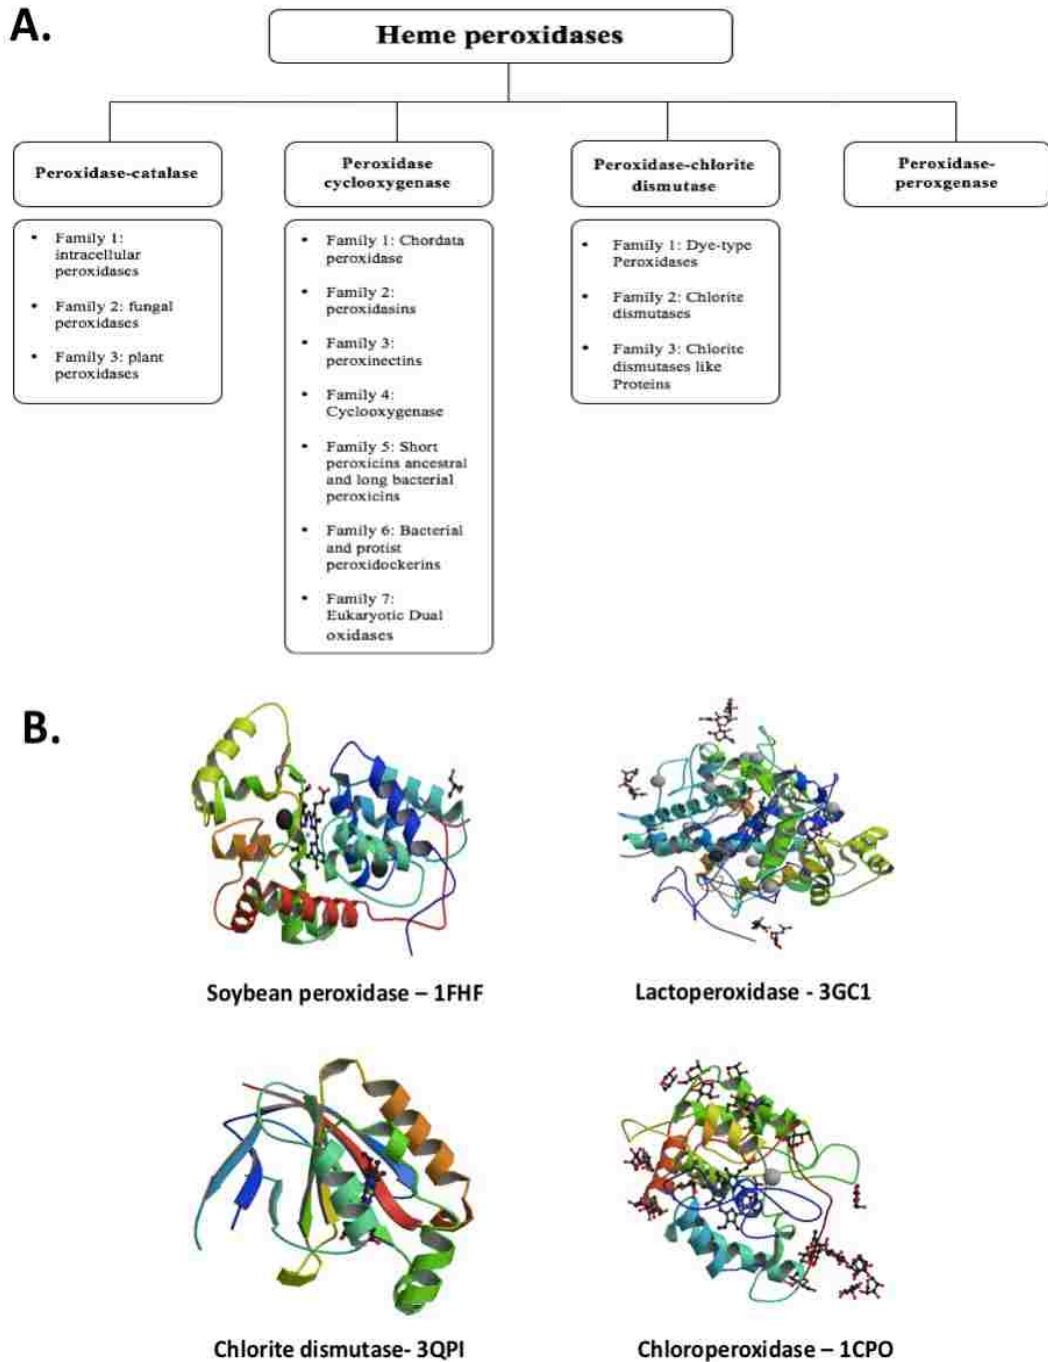 A.
Heme peroxidases
Peroxidase-catalase
• Family 1:
intracellular
peroxidases
• Family 2: fungal
peroxidases
• Family 3: plant
peroxidases
Peroxidase
cyclooxygenase
• Family 1: Chordata
peroxidase
• Family 2:
peroxidasins
• Family 3:
peroxinectins
• Family 4:
Cyclooxygenase
• Family 5: Short
peroxicins ancestral
and long bacterial
peroxicins
• Family 6: Bacterial
and protist
peroxidockerins
• Family 7:
Eukaryotic Dual
oxidases
Peroxidase-chlorite
dismutase
• Family 1: Dye-type
Peroxidases
• Family 2: Chlorite
dismutases
• Family 3: Chlorite
dismutases like
Proteins
Peroxidase-
peroxgenase
B.
Soybean peroxidase – 1FHF
Lactoperoxidase - 3GC1
Chlorite dismutase- 3QPI
Chloroperoxidase – 1CPO